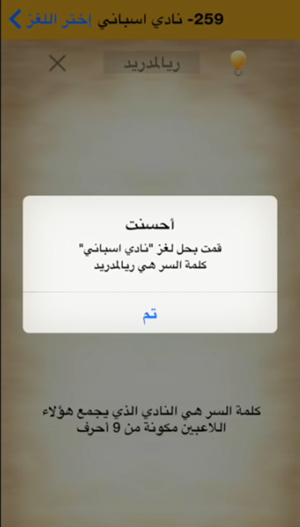 259- نادي اسباني إختر اللغز
ريالمدريد
أحسنت
قمت بحل لغز "نادي اسباني"
كلمة السر هي ريالمدريد
تم
كلمة السر هي النادي الذي يجمع هؤلاء
اللاعبين مكونة من 9 أحرف